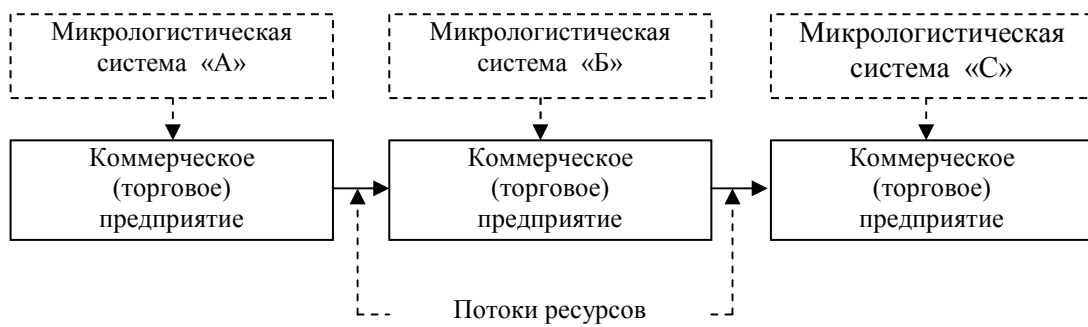 Микрологистическая
система «А»
Микрологистическая
система «Б»
Микрологистическая
система «С»
Коммерческое
(торговое)
предприятие
Коммерческое
(торговое)
предприятие
Коммерческое
(торговое)
предприятие
Потоки ресурсов